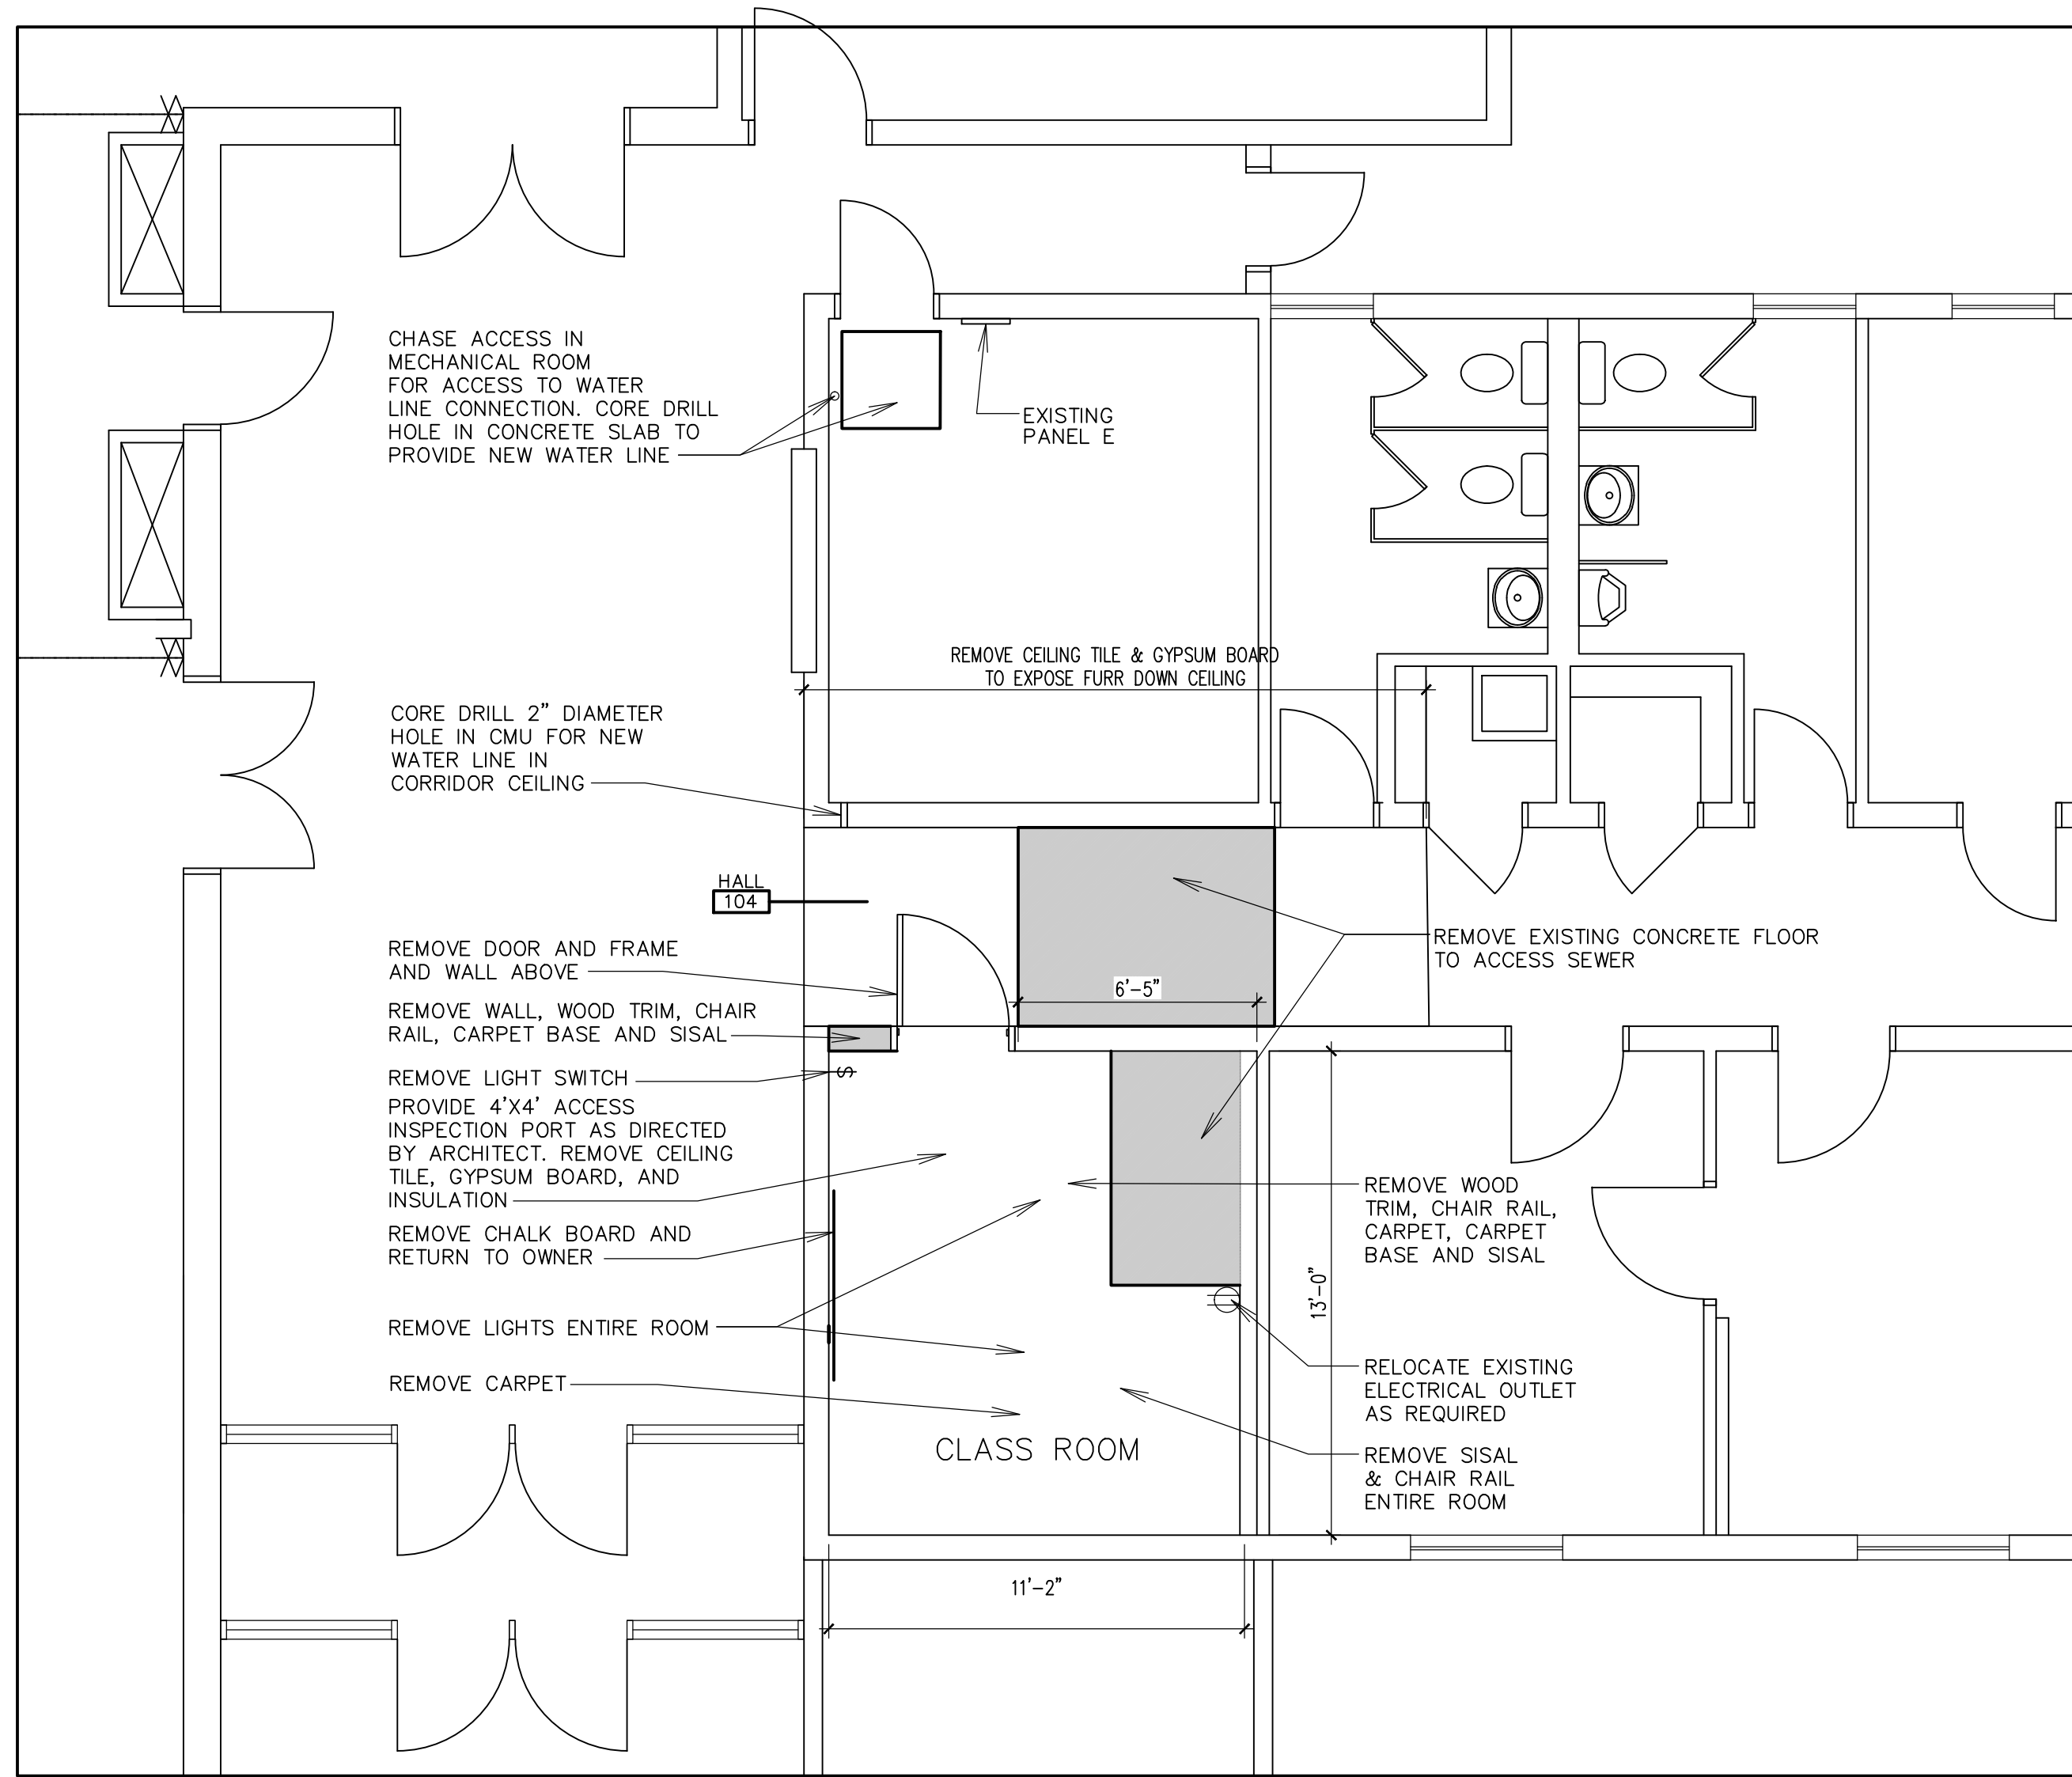 CHASE ACCESS IN
MECHANICAL ROOM
FOR ACCESS TO WATER
LINE CONNECTION. CORE DRILL
HOLE IN CONCRETE SLAB TO
PROVIDE NEW WATER LINE
EXISTING
PANEL E
REMOVE CEILING TILE & GYPSUM BOARD
TO EXPOSE FURR DOWN CEILING
CORE DRILL 2" DIAMETER
HOLE IN CMU FOR NEW
WATER LINE IN
CORRIDOR CEILING
HALL
104
REMOVE DOOR AND FRAME
AND WALL ABOVE
REMOVE EXISTING CONCRETE FLOOR
TO ACCESS SEWER
6'-5"
REMOVE WALL, WOOD TRIM, CHAIR
RAIL, CARPET BASE AND SISAL
REMOVE LIGHT SWITCH
S
PROVIDE 4'X4' ACCESS
INSPECTION PORT AS DIRECTED
BY ARCHITECT. REMOVE CEILING
TILE, GYPSUM BOARD, AND
INSULATION
REMOVE WOOD
TRIM, CHAIR RAIL,
CARPET, CARPET
BASE AND SISAL
REMOVE CHALK BOARD AND
RETURN TO OWNER
13'-0"
REMOVE LIGHTS ENTIRE ROOM
RELOCATE EXISTING
ELECTRICAL OUTLET
AS REQUIRED
REMOVE CARPET
CLASS ROOM
REMOVE SISAL
& CHAIR RAIL
ENTIRE ROOM
11'-2"